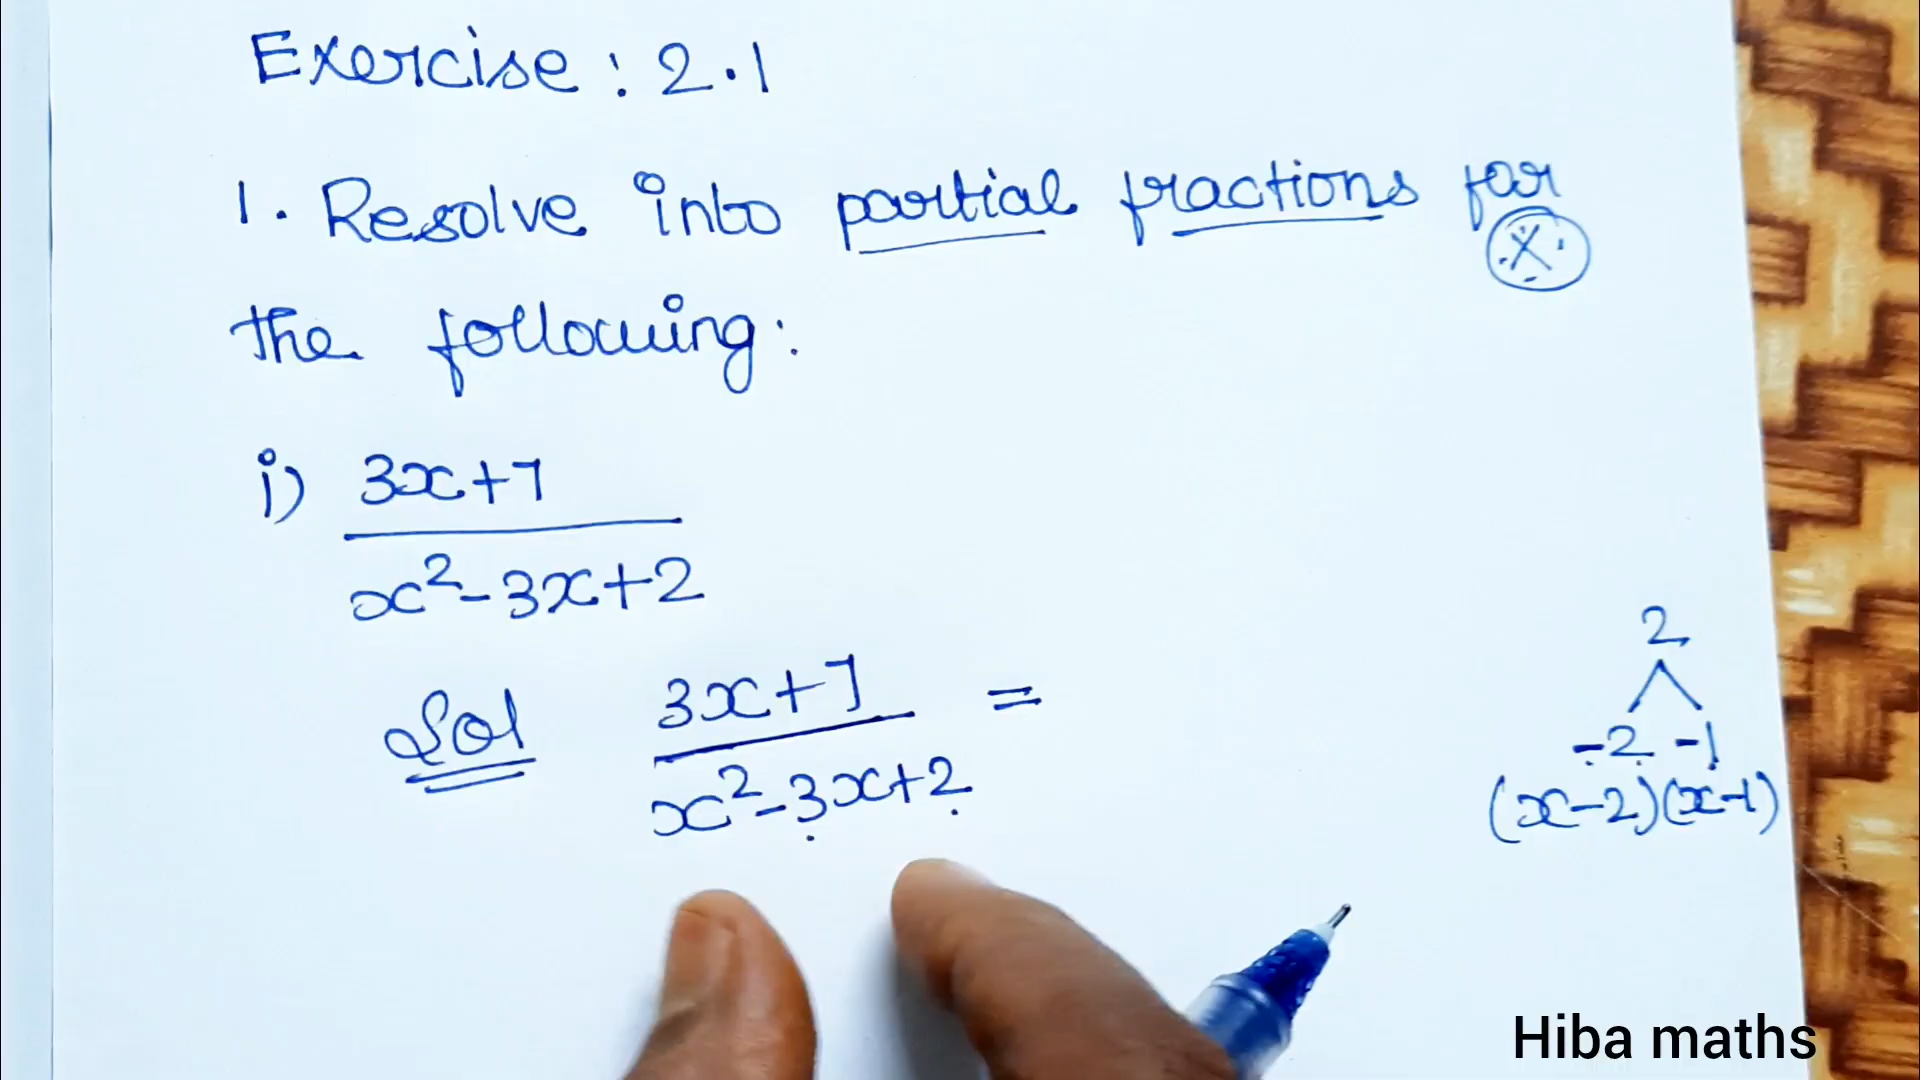 Exercise : 2.1
1. Resolve into partial fractions for
X
the following:
i) 3x+7
x²-3x+2
Sol 3x+7 =
x²-3x+2
2
-2 -1
(x-2)(x-1)
Hiba maths